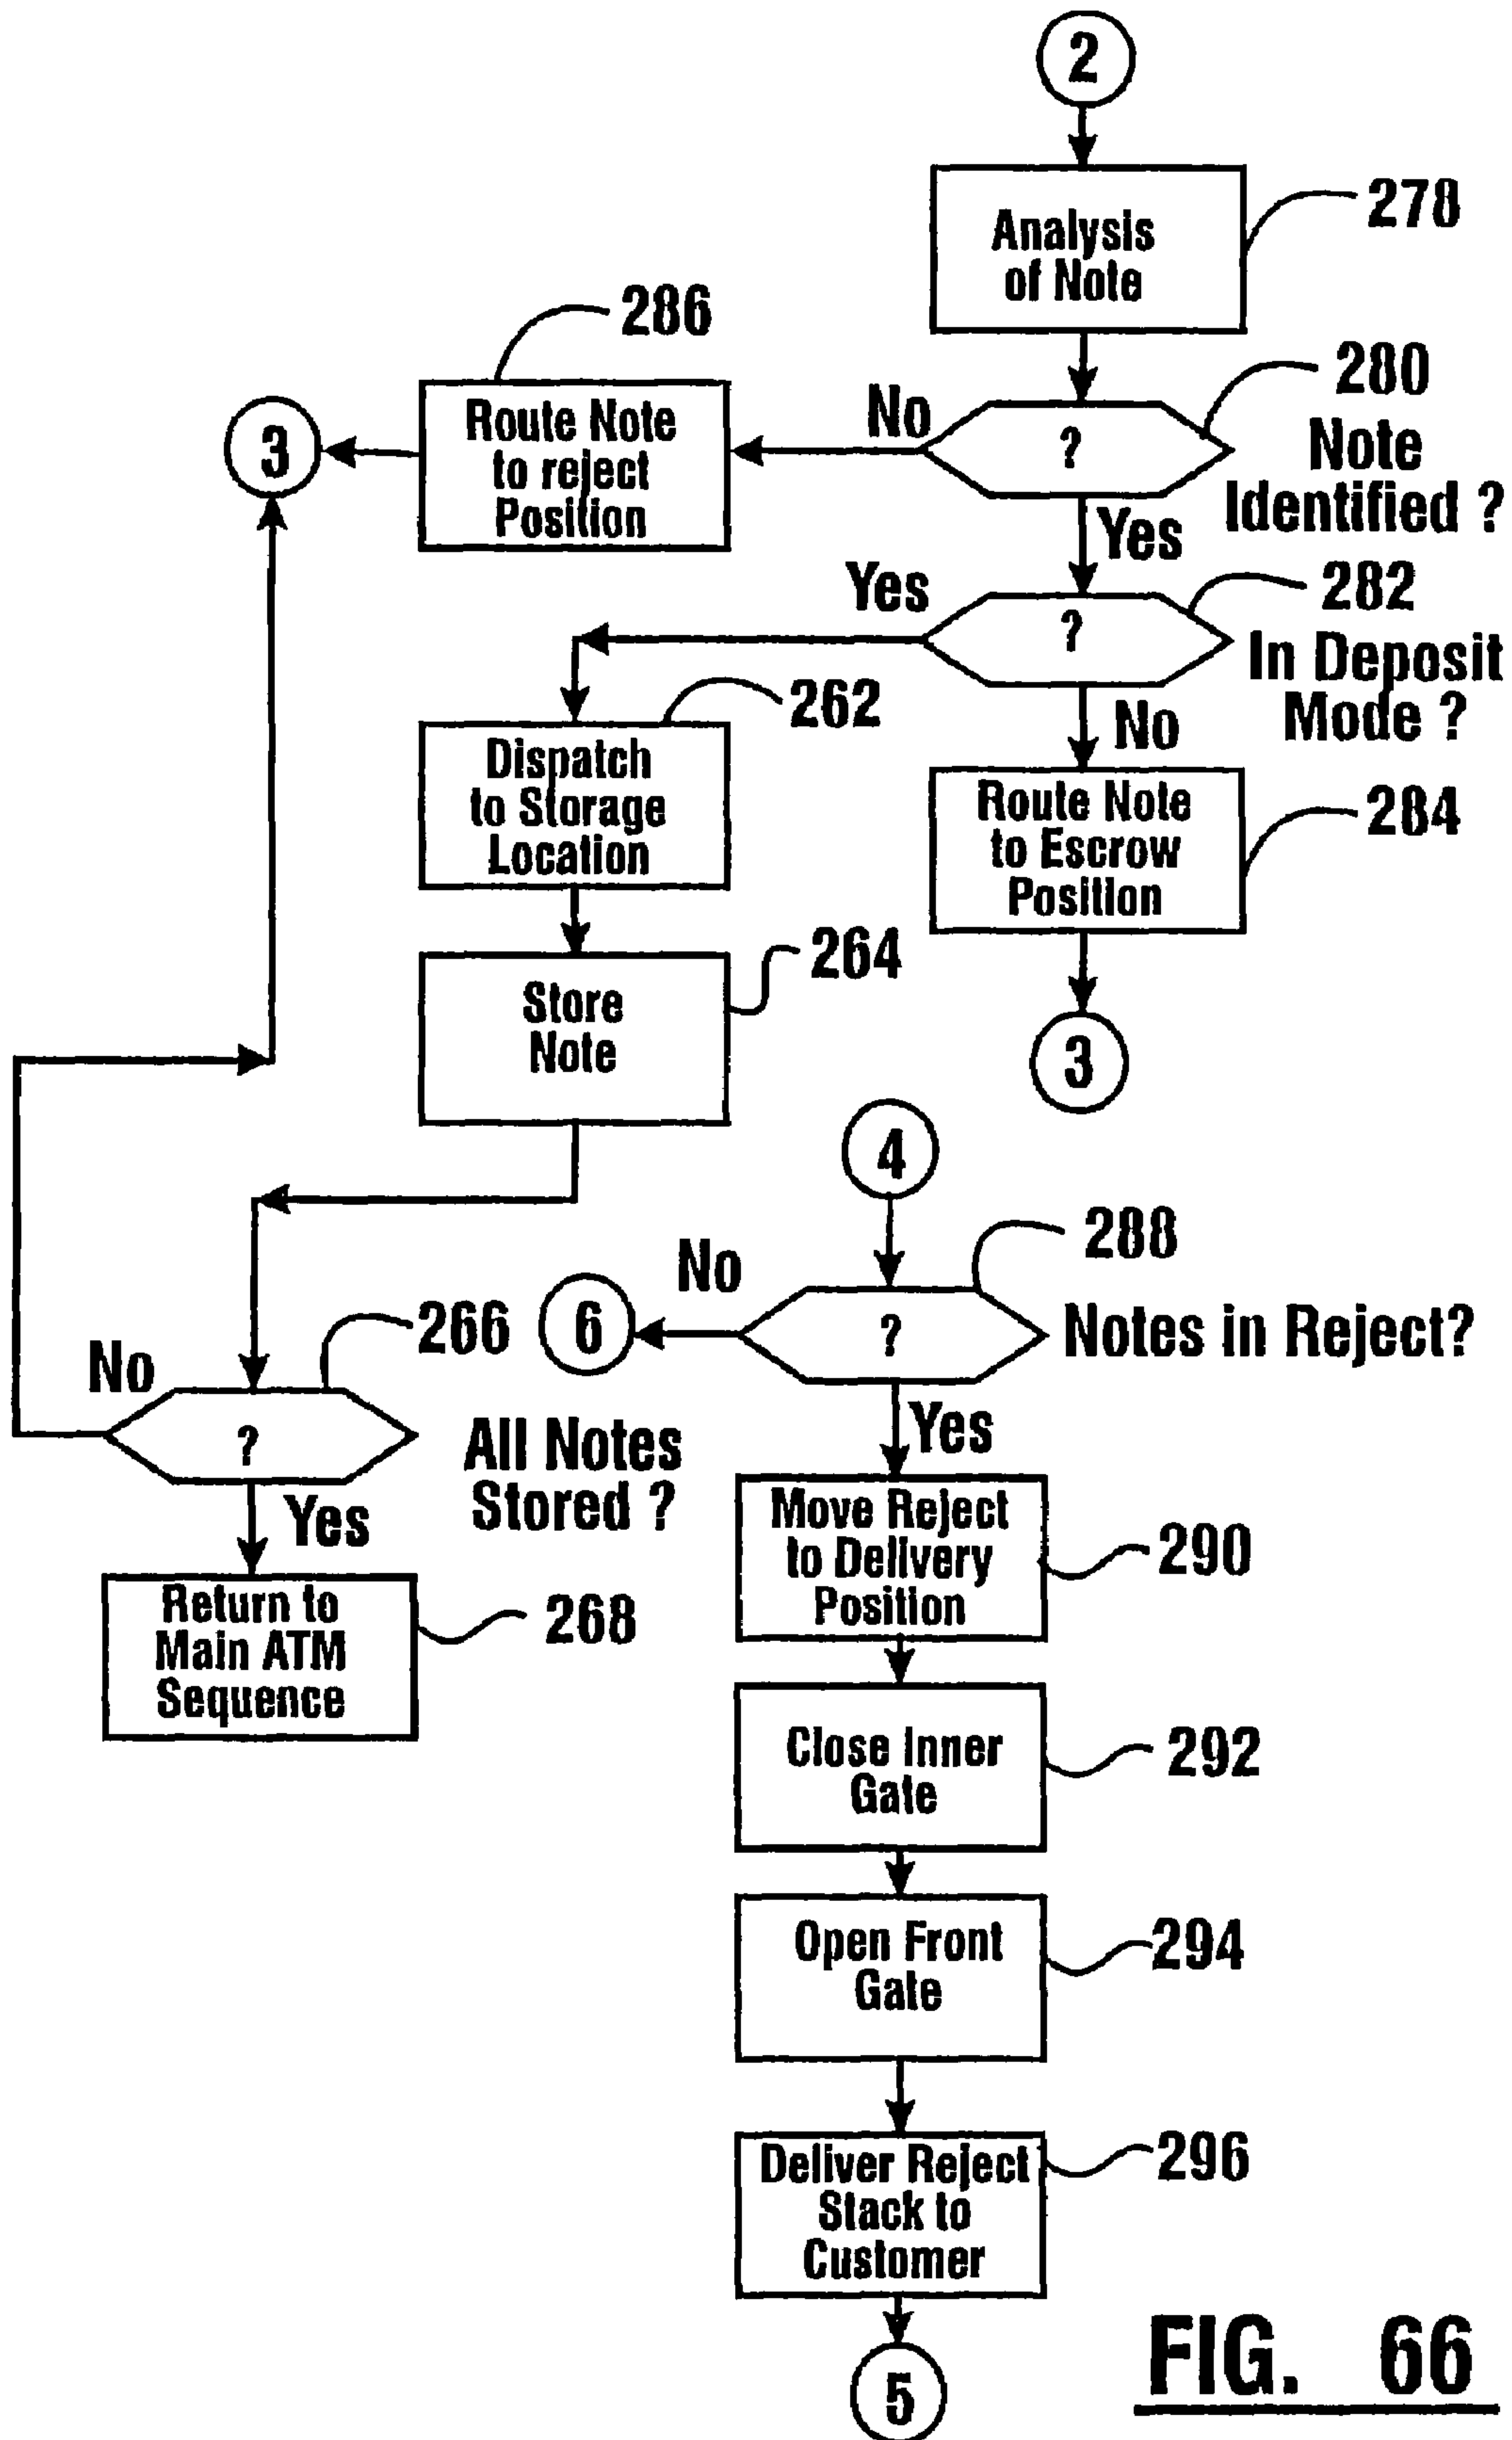 2
Analysis
of Note
278
286
280
Route Note
to reject
Position
3
No
?
Note
Identified ?
Yes
282
Yes
?
In Deposit
Mode ?
262
No
Dispatch
to Storage
Location
Route Note
to Escrow
Position
284
264
Store
Note
3
4
288
No
6
?
Notes in Reject?
266
No
?
All Notes
Stored ?
Yes
Yes
Move Reject
to Delivery
Position
290
Return to
Main ATM
Sequence
268
Close Inner
Gate
292
Open Front
Gate
294
Deliver Reject
Stack to
Customer
296
5
FIG. 66